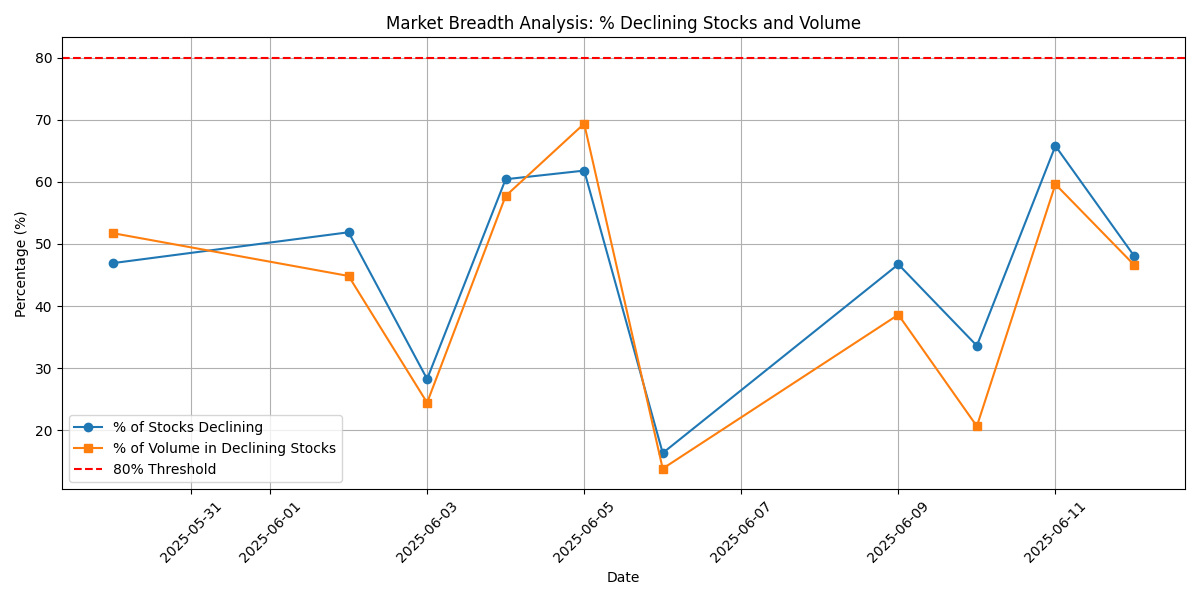 Market Breadth Analysis: % Declining Stocks and Volume
Percentage (%)
80
70
60
50
40
30
20
% of Stocks Declining
% of Volume in Declining Stocks
80% Threshold
2025-05-31
2025-06-01
2025-06-03
2025-06-05
2025-06-07
2025-06-09
2025-06-11
Date